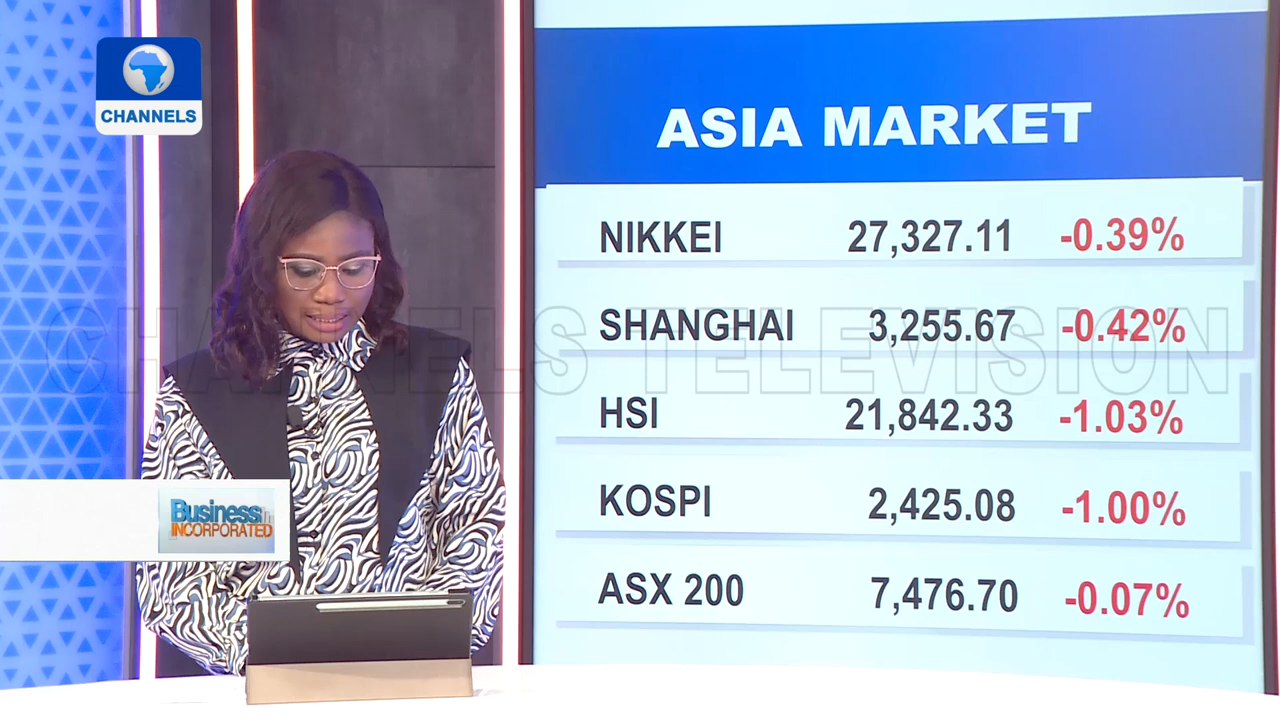 CHANNELS
ASIA MARKET
NIKKEI 27,327.11 -0.39%
SHANGHAI 3,255.67 -0.42%
CHANNELS TELEVISION
HSI 21,842.33 -1.03%
KOSPI 2,425.08 -1.00%
ASX 200 7,476.70 -0.07%
Business
INCORPORATED